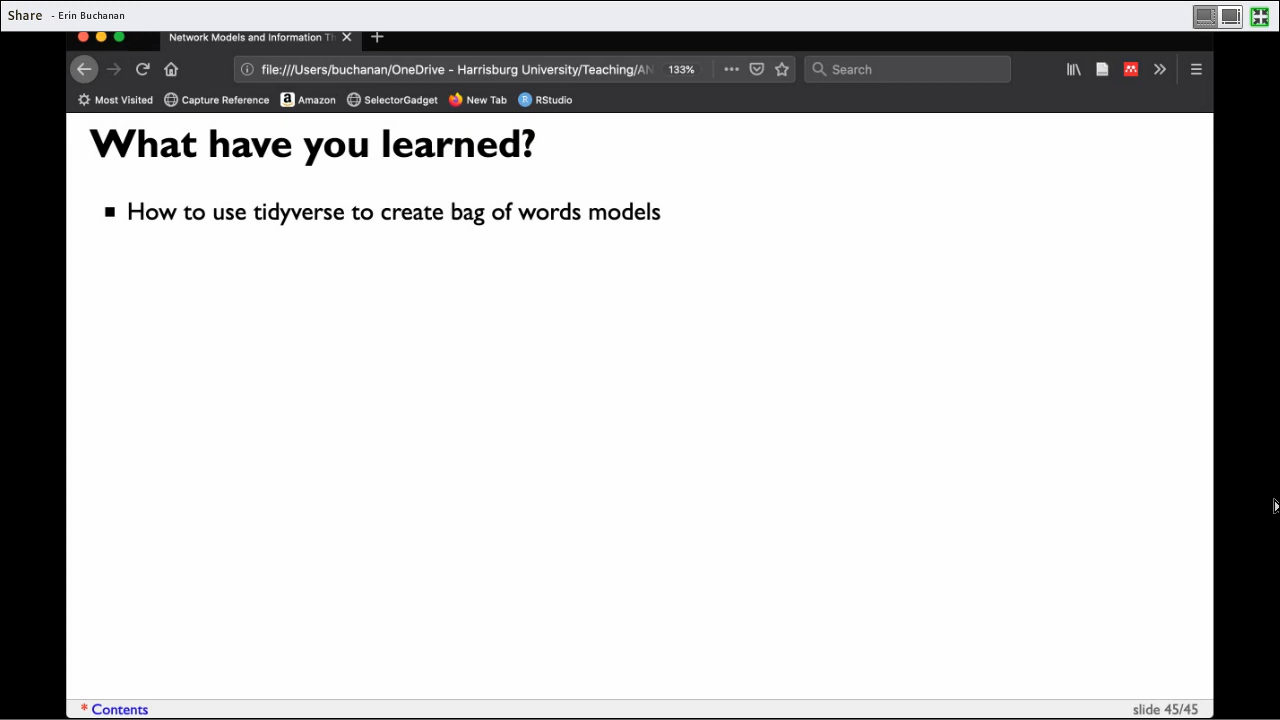 Share - Erin Buchanan
Network Models and Information Th
file:///Users/buchanan/OneDrive - Harrisburg University/Teaching/AN
133%
Search
Most Visited
Capture Reference
Amazon
SelectorGadget
New Tab
RStudio
What have you learned?
How to use tidyverse to create bag of words models
* Contents
slide 45/45